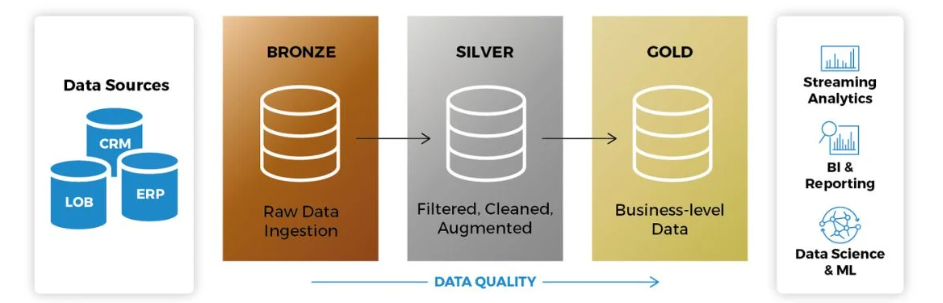 Data Sources
CRM
LOB
ERP
BRONZE
Raw Data
Ingestion
SILVER
Filtered, Cleaned,
Augmented
GOLD
Business-level
Data
DATA QUALITY
Streaming
Analytics
BI &
Reporting
Data Science
& ML